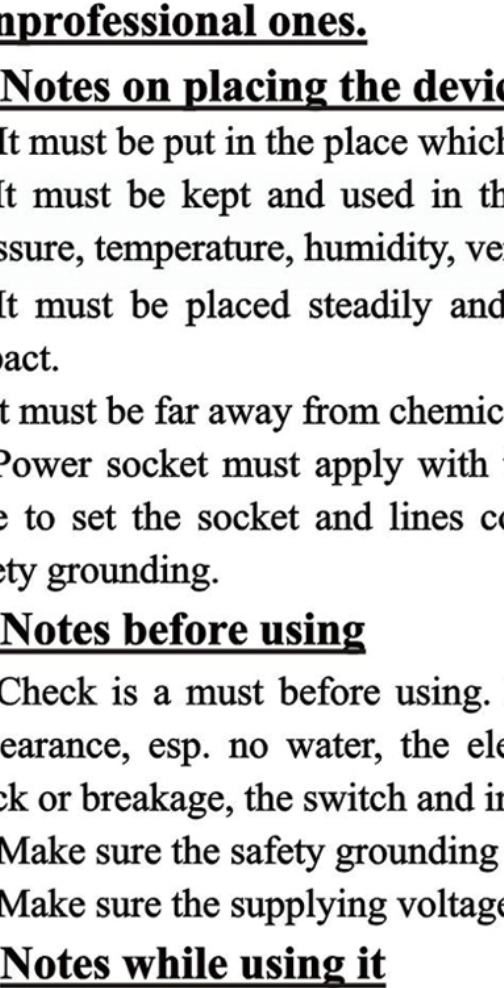 nprofessional ones.
Notes on placing the devic
It must be put in the place which
It must be kept and used in th
ssure, temperature, humidity, ve
It must be placed steadily and
pact.
t must be far away from chemic
Power socket must apply with
e to set the socket and lines co
ety grounding.
Notes before using
Check is a must before using.
earance, esp. no water, the ele
ck or breakage, the switch and in
Make sure the safety grounding
Make sure the supplying voltage
Notes while using it